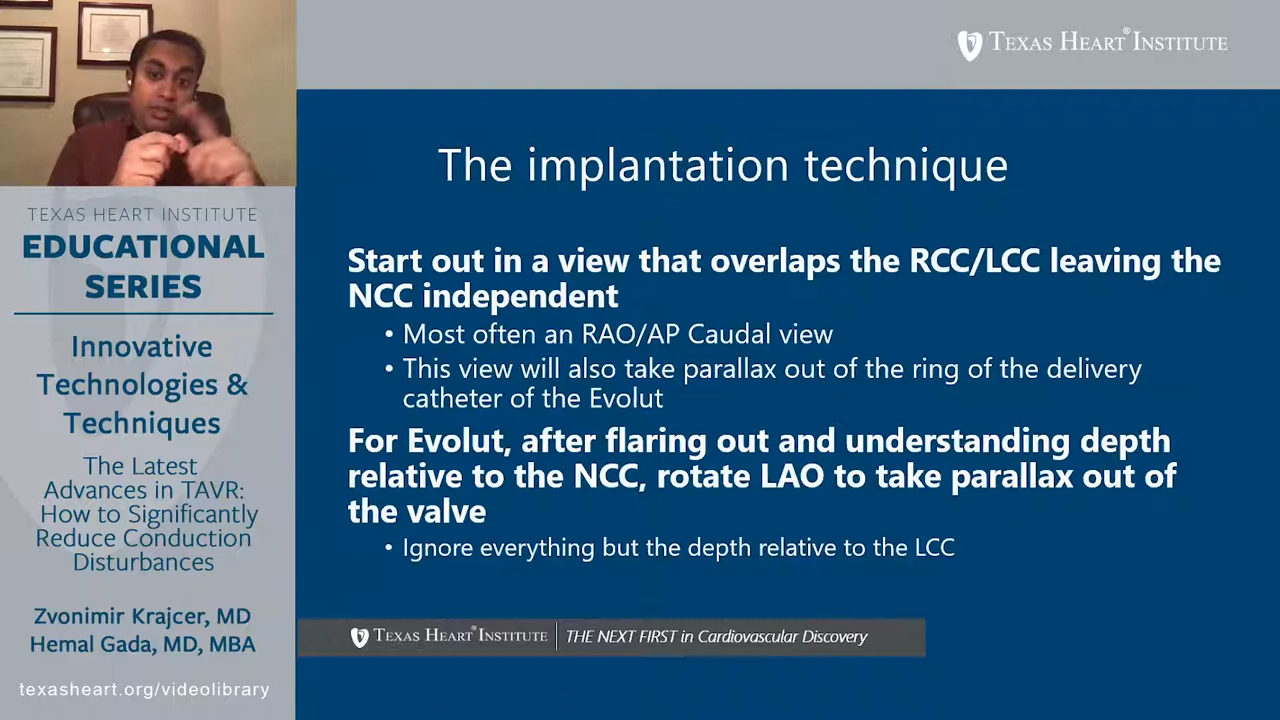 TEXAS HEART® INSTITUTE
The implantation technique
Start out in a view that overlaps the RCC/LCC leaving the
NCC independent
• Most often an RAO/AP Caudal view
• This view will also take parallax out of the ring of the delivery
catheter of the Evolut
For Evolut, after flaring out and understanding depth
relative to the NCC, rotate LAO to take parallax out of
the valve
• Ignore everything but the depth relative to the LCC
TEXAS HEART® INSTITUTE THE NEXT FIRST in Cardiovascular Discovery
TEXAS HEART INSTITUTE
EDUCATIONAL
SERIES
Innovative
Technologies &
Techniques
The Latest
Advances in TAVR:
How to Significantly
Reduce Conduction
Disturbances
Zvonimir Krajcer, MD
Hemal Gada, MD, MBA
texasheart.org/videolibrary